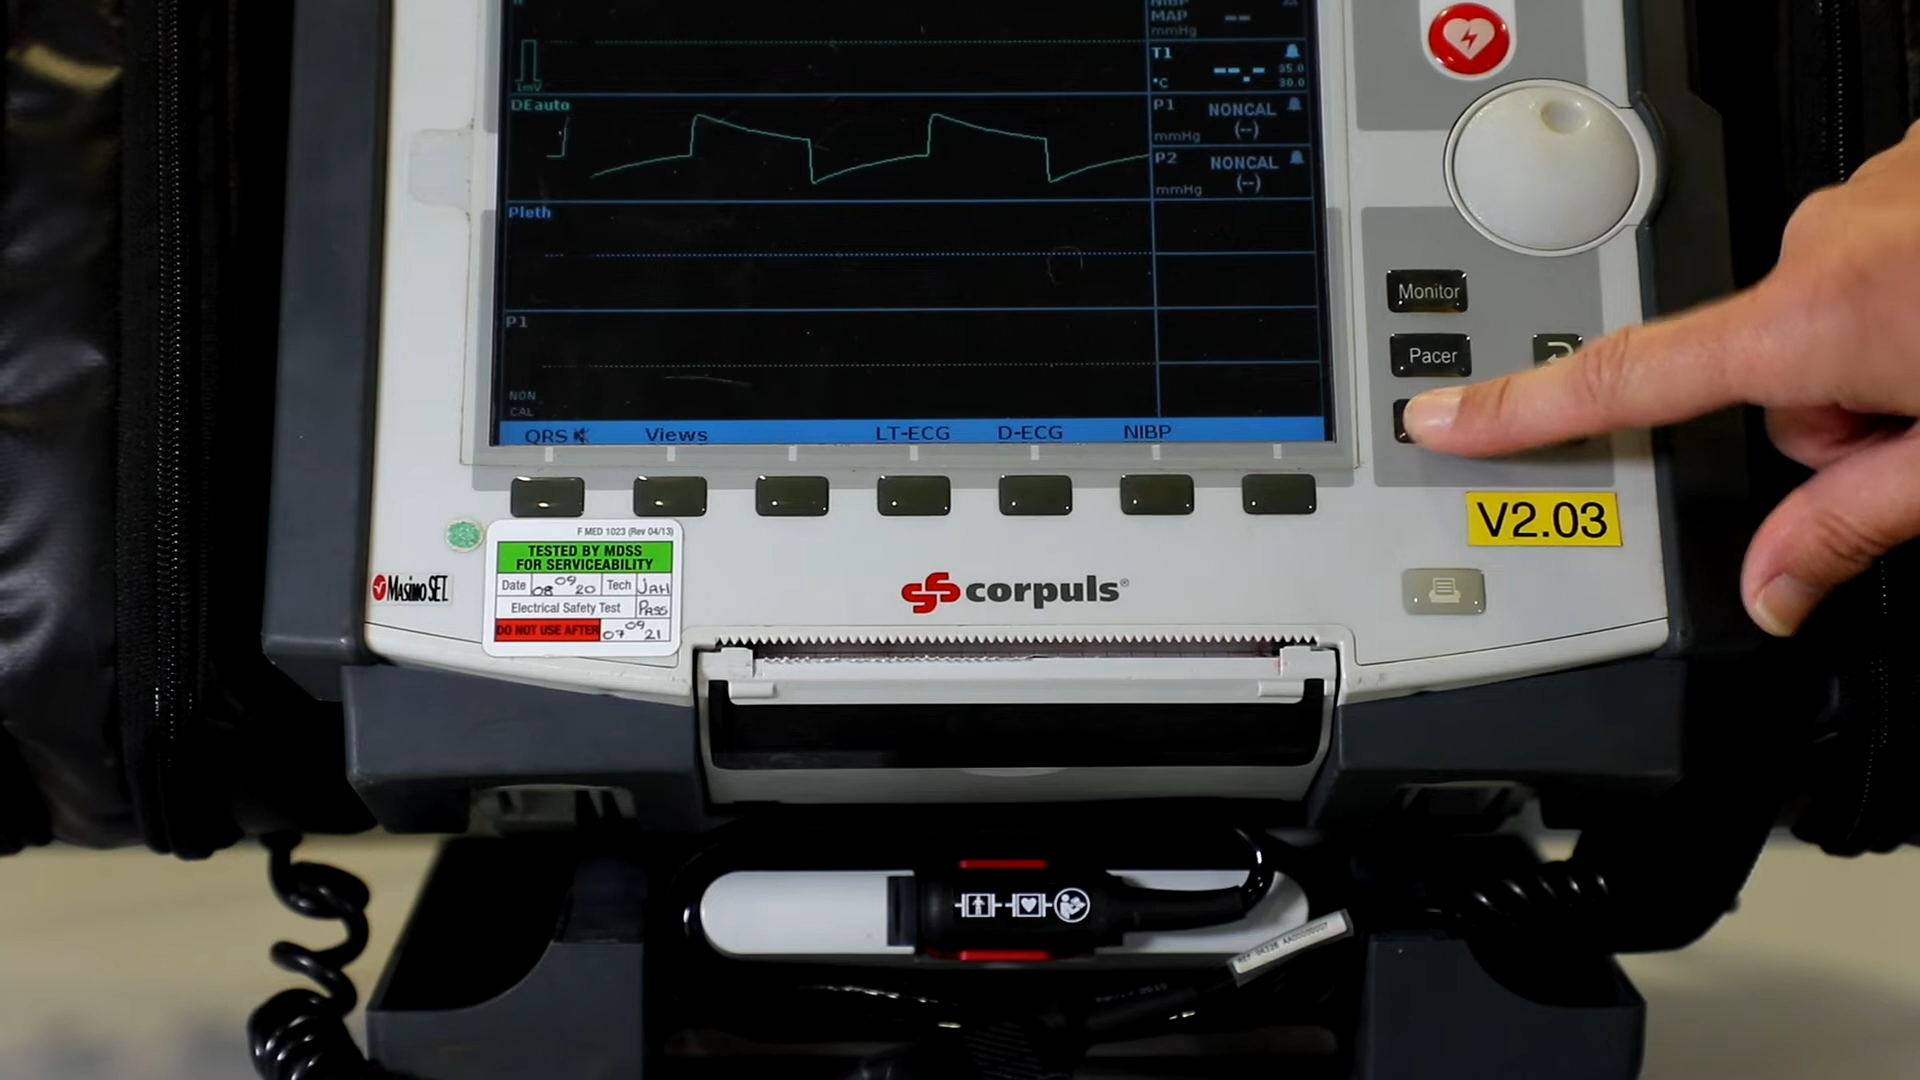 NIBP
MAP
mmHg
--
T1
°C
--.-
35.0
30.0
1mV
DEauto
P1
mmHg
NONCAL
(--)
P2
mmHg
NONCAL
(--)
Pleth
P1
NON
CAL
QRS
Views
LT-ECG
D-ECG
NIBP
Monitor
Pacer
V2.03
F MED 1023 (Rev 04/13)
TESTED BY MDSS
FOR SERVICEABILITY
Date 08 09 20 Tech JAH
Electrical Safety Test PASS
DO NOT USE AFTER 07 09 21
Masimo SET
corpuls®